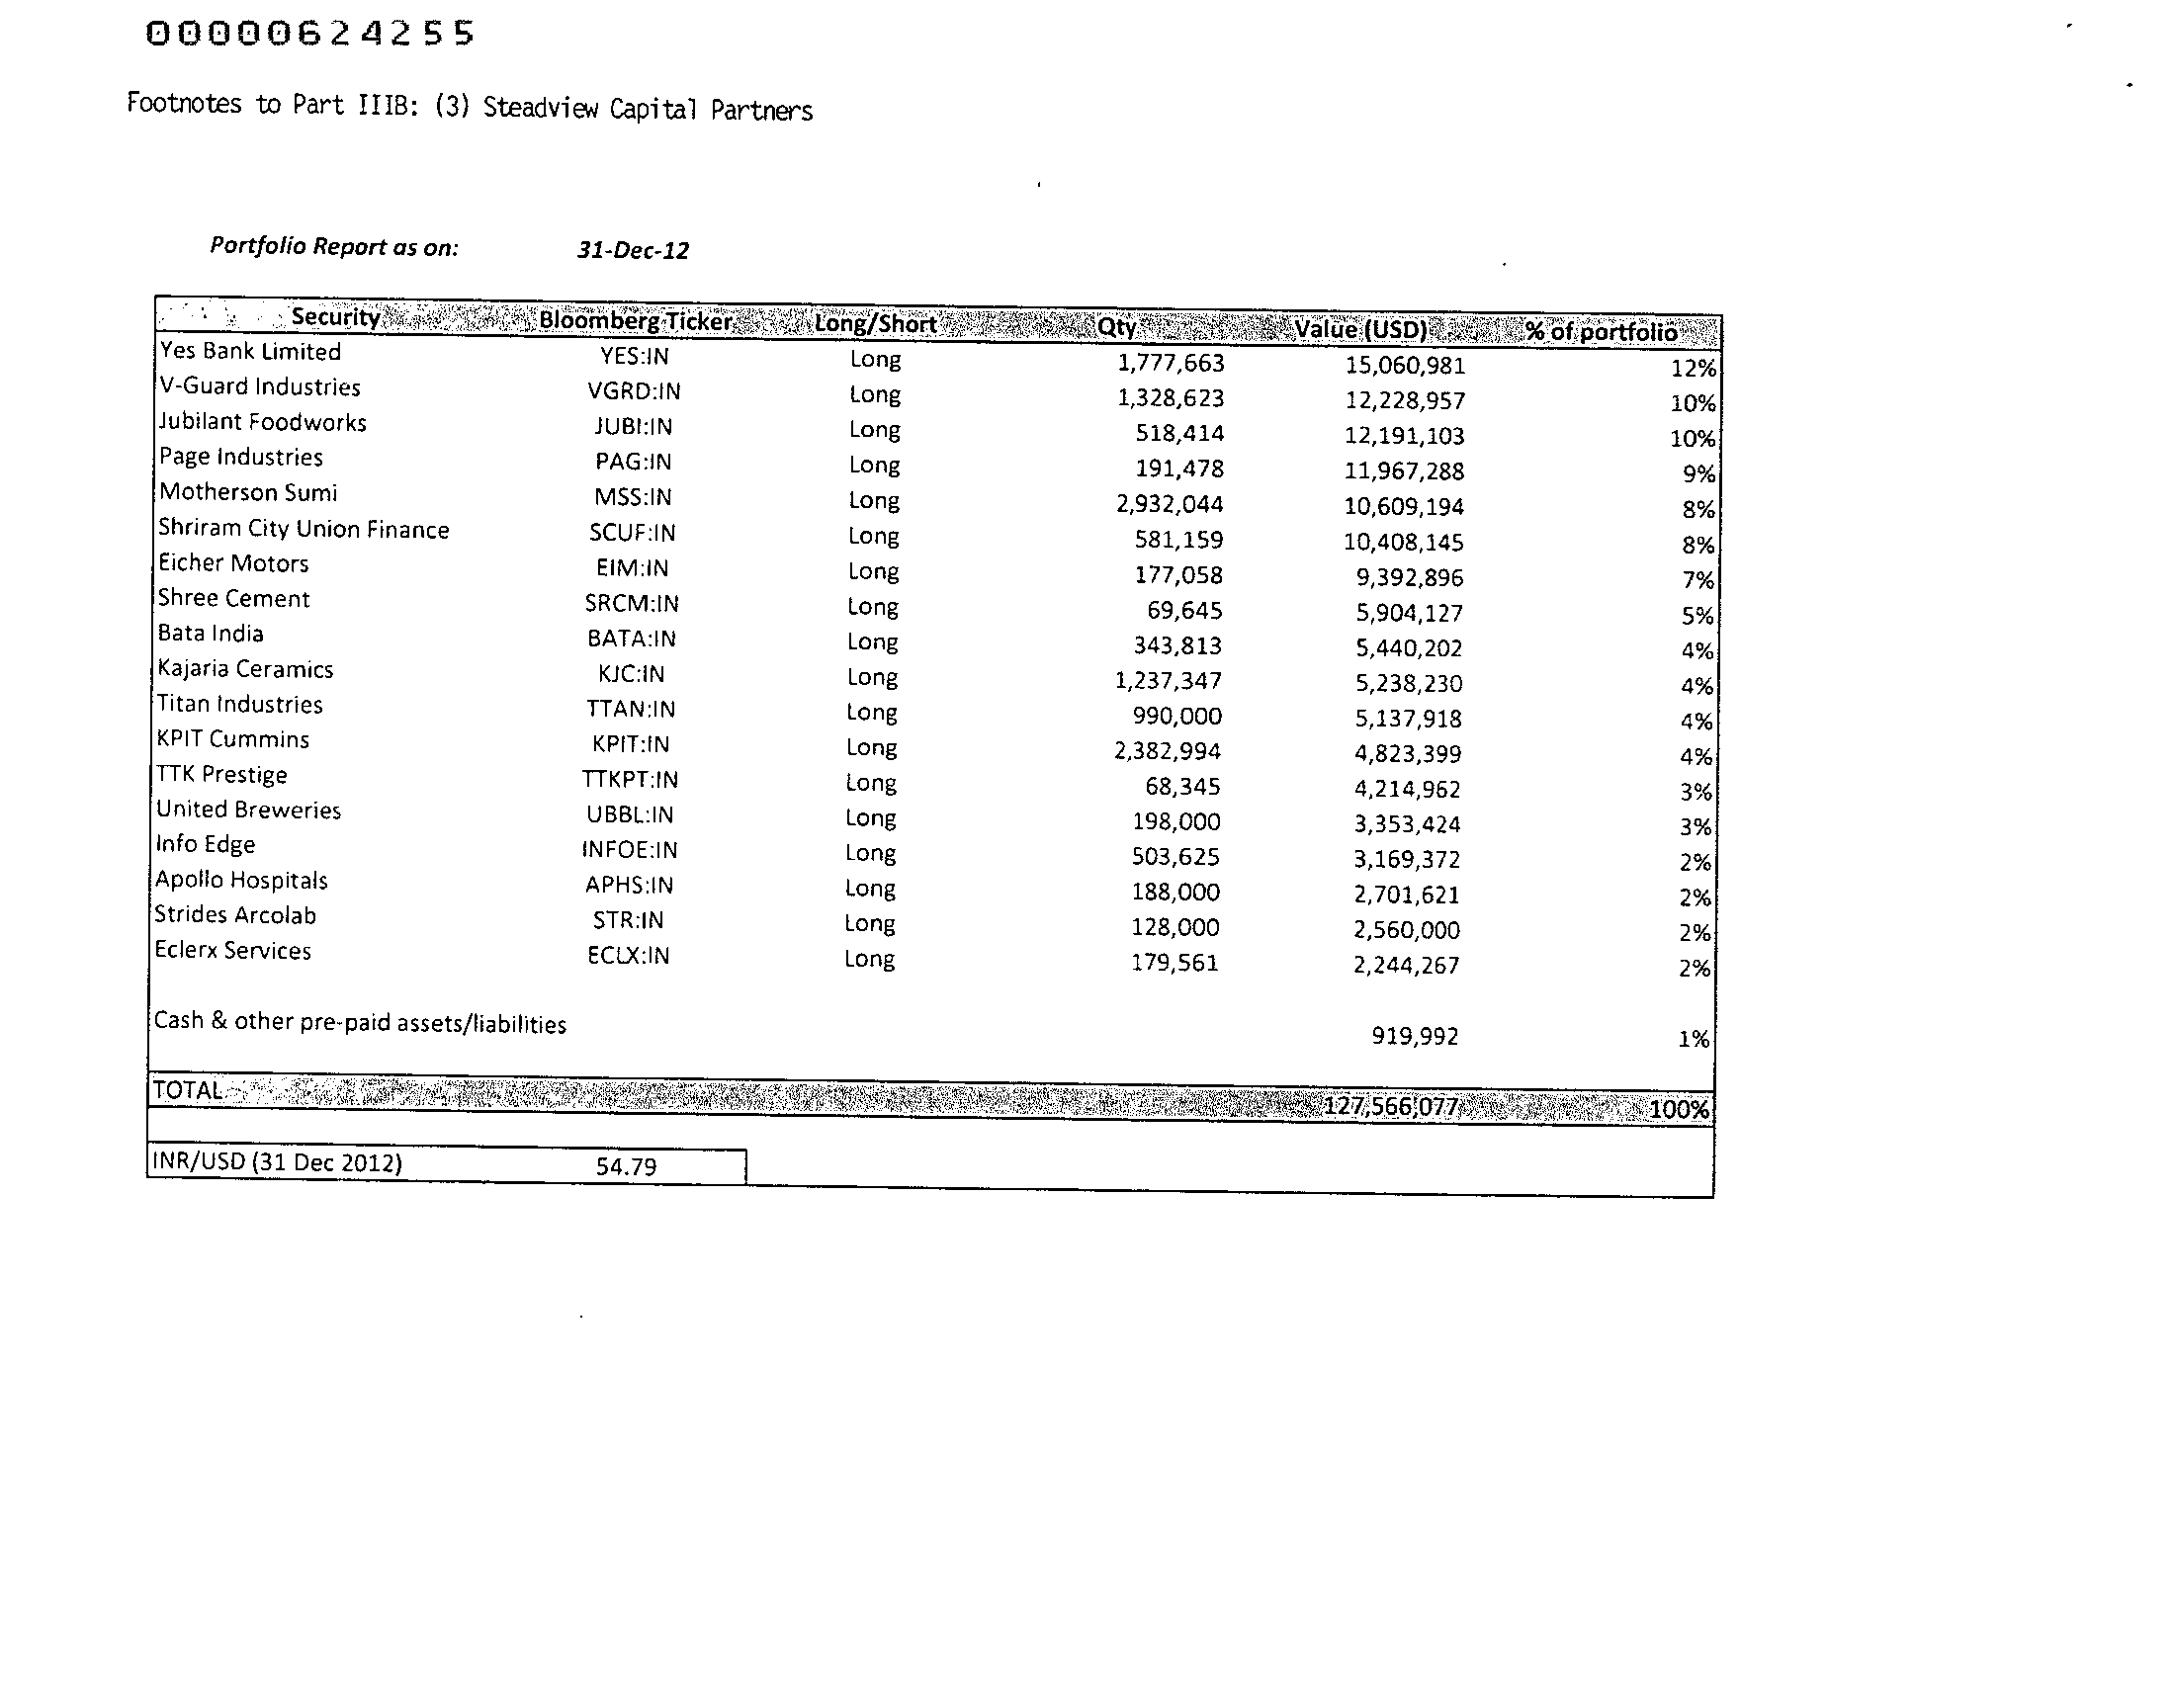 00000624255
Footnotes to Part IIIB: (3) Steadview Capital Partners
Portfolio Report as on: 31-Dec-12
Security Bloomberg Ticker Long/Short Qty Value (USD) % of portfolio
Yes Bank Limited YES:IN Long 1,777,663 15,060,981 12%
V-Guard Industries VGRD:IN Long 1,328,623 12,228,957 10%
Jubilant Foodworks JUBI:IN Long 518,414 12,191,103 10%
Page Industries PAG:IN Long 191,478 11,967,288 9%
Motherson Sumi MSS:IN Long 2,932,044 10,609,194 8%
Shriram City Union Finance SCUF:IN Long 581,159 10,408,145 8%
Eicher Motors EIM:IN Long 177,058 9,392,896 7%
Shree Cement SRCM:IN Long 69,645 5,904,127 5%
Bata India BATA:IN Long 343,813 5,440,202 4%
Kajaria Ceramics KJC:IN Long 1,237,347 5,238,230 4%
Titan Industries TTAN:IN Long 990,000 5,137,918 4%
KPIT Cummins KPIT:IN Long 2,382,994 4,823,399 4%
TTK Prestige TTKPT:IN Long 68,345 4,214,962 3%
United Breweries UBBL:IN Long 198,000 3,353,424 3%
Info Edge INFOE:IN Long 503,625 3,169,372 2%
Apollo Hospitals APHS:IN Long 188,000 2,701,621 2%
Strides Arcolab STR:IN Long 128,000 2,560,000 2%
Eclerx Services ECLX:IN Long 179,561 2,244,267 2%
Cash & other pre-paid assets/liabilities 919,992 1%
TOTAL 127,566,077 100%
INR/USD (31 Dec 2012) 54.79